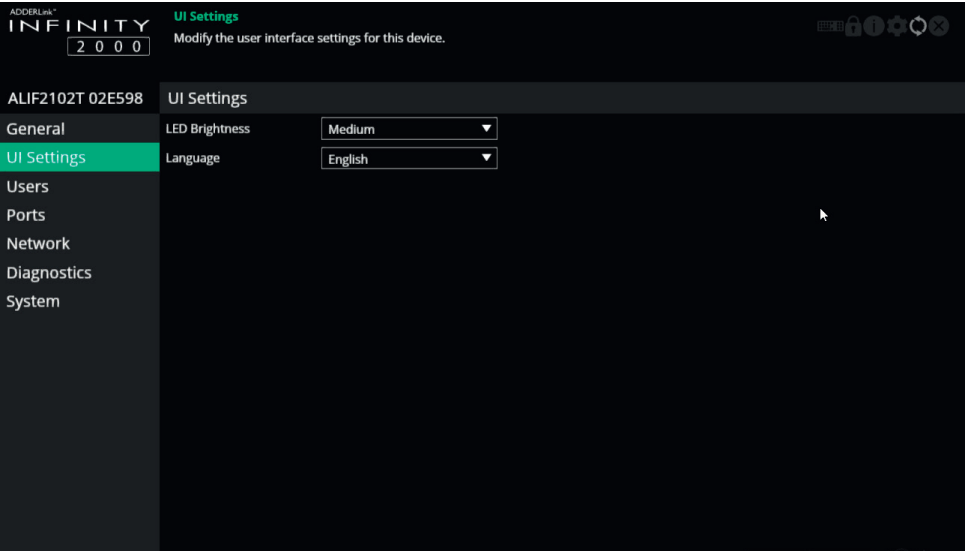 ADDERLink™
INFINITY
2000
UI Settings
Modify the user interface settings for this device.
ALIF2102T 02E598
UI Settings
General
LED Brightness
Medium
UI Settings
Language
English
Users
Ports
Network
Diagnostics
System